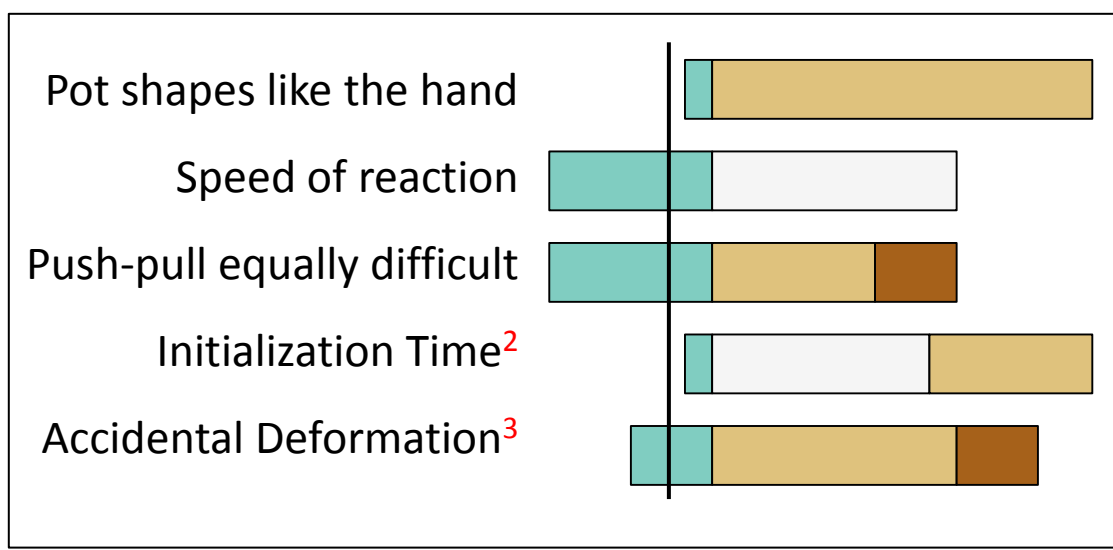 Pot shapes like the hand
Speed of reaction
Push-pull equally difficult
Initialization Time²
Accidental Deformation³